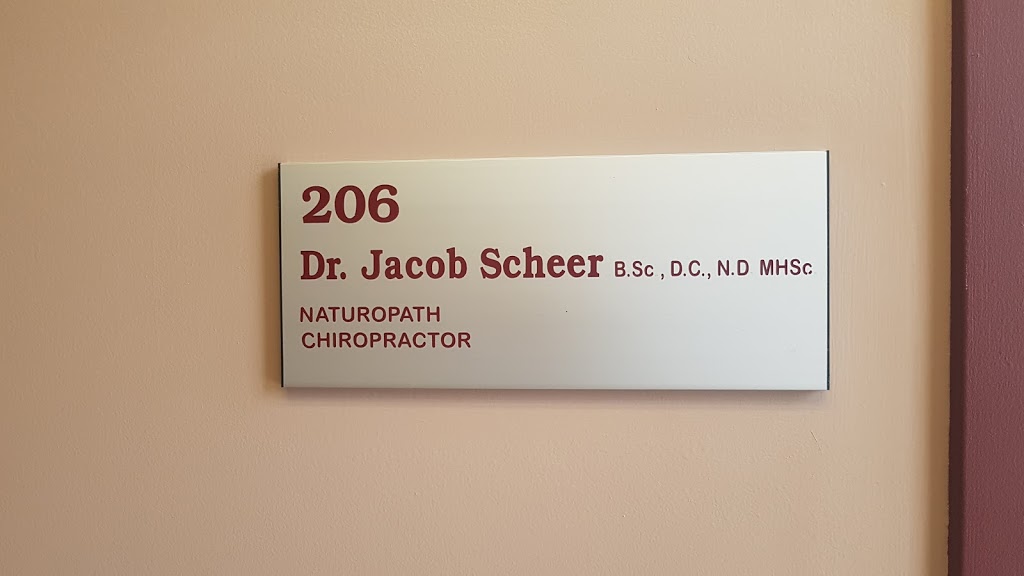 206
Dr. Jacob Scheer B.Sc , D.C., N.D MHSc
NATUROPATH
CHIROPRACTOR